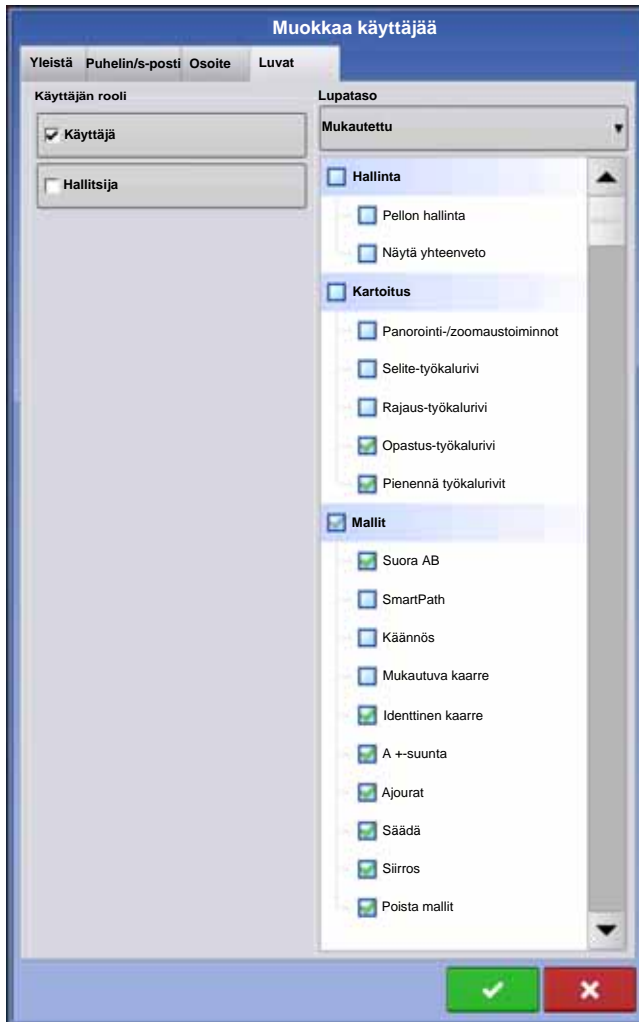 Muokkaa käyttäjää
Yleistä Puhelin/s-posti Osoite Luvat
Käyttäjän rooli
Käyttäjä
Hallitsija
Lupataso
Mukautettu
Hallinta
Pellon hallinta
Näytä yhteenveto
Kartoitus
Panorointi-/zoomaustoiminnot
Selite-työkalurivi
Rajaus-työkalurivi
Opastus-työkalurivi
Pienennä työkalurivit
Mallit
Suora AB
SmartPath
Käännös
Mukautuva kaarre
Identtinen kaarre
A +-suunta
Ajourat
Säädä
Siirros
Poista mallit